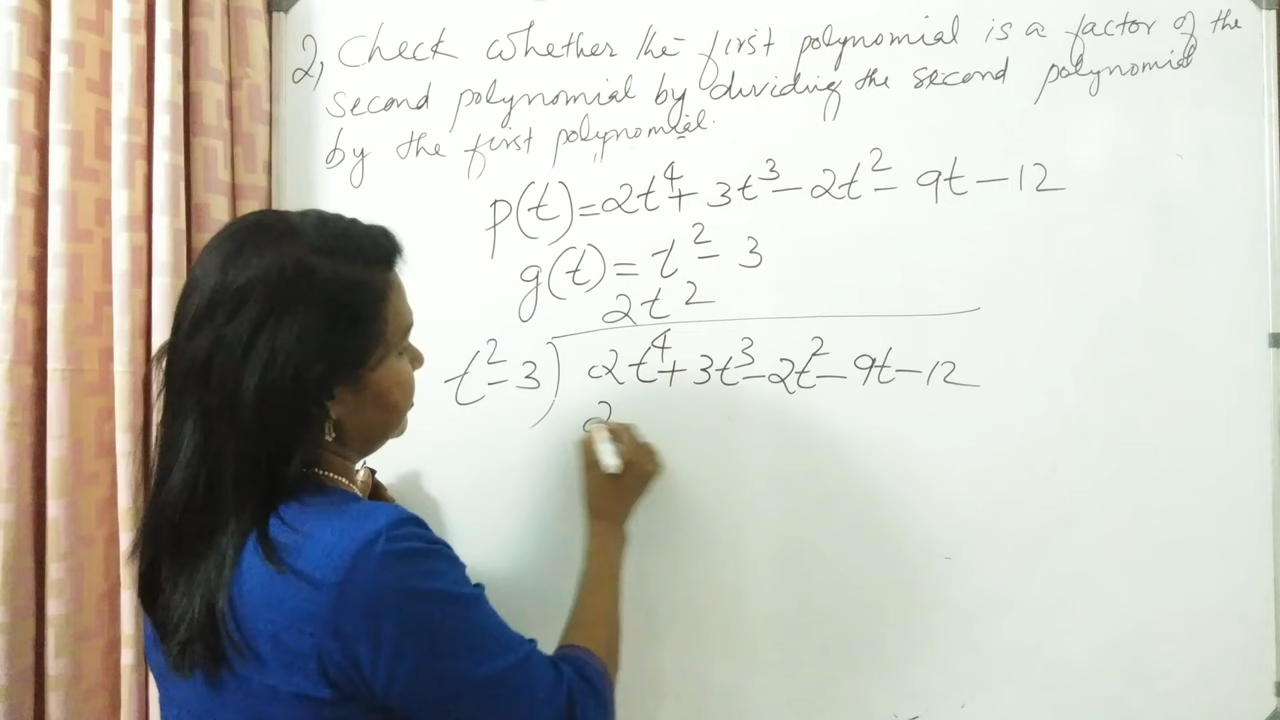 2, Check whether the first polynomial is a factor of the
second polynomial by dividing the second polynomial
by the first polynomial.
p(t)=2t⁴+3t³-2t²-9t-12
g(t)=t²-3
2t²
t²-3)2t⁴+3t³-2t²-9t-12
2